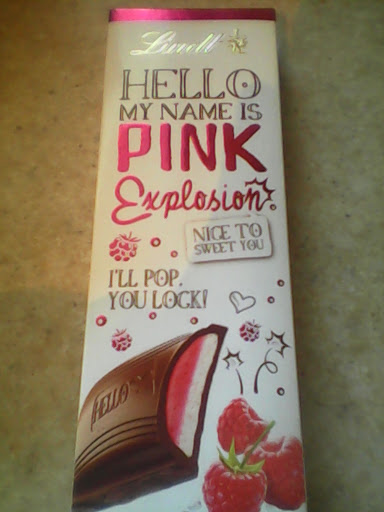 Lindt
HELLO
MY NAME IS
PINK
Explosion
NICE TO
SWEET YOU
I'LL POP,
YOU LOCK!
HELLO